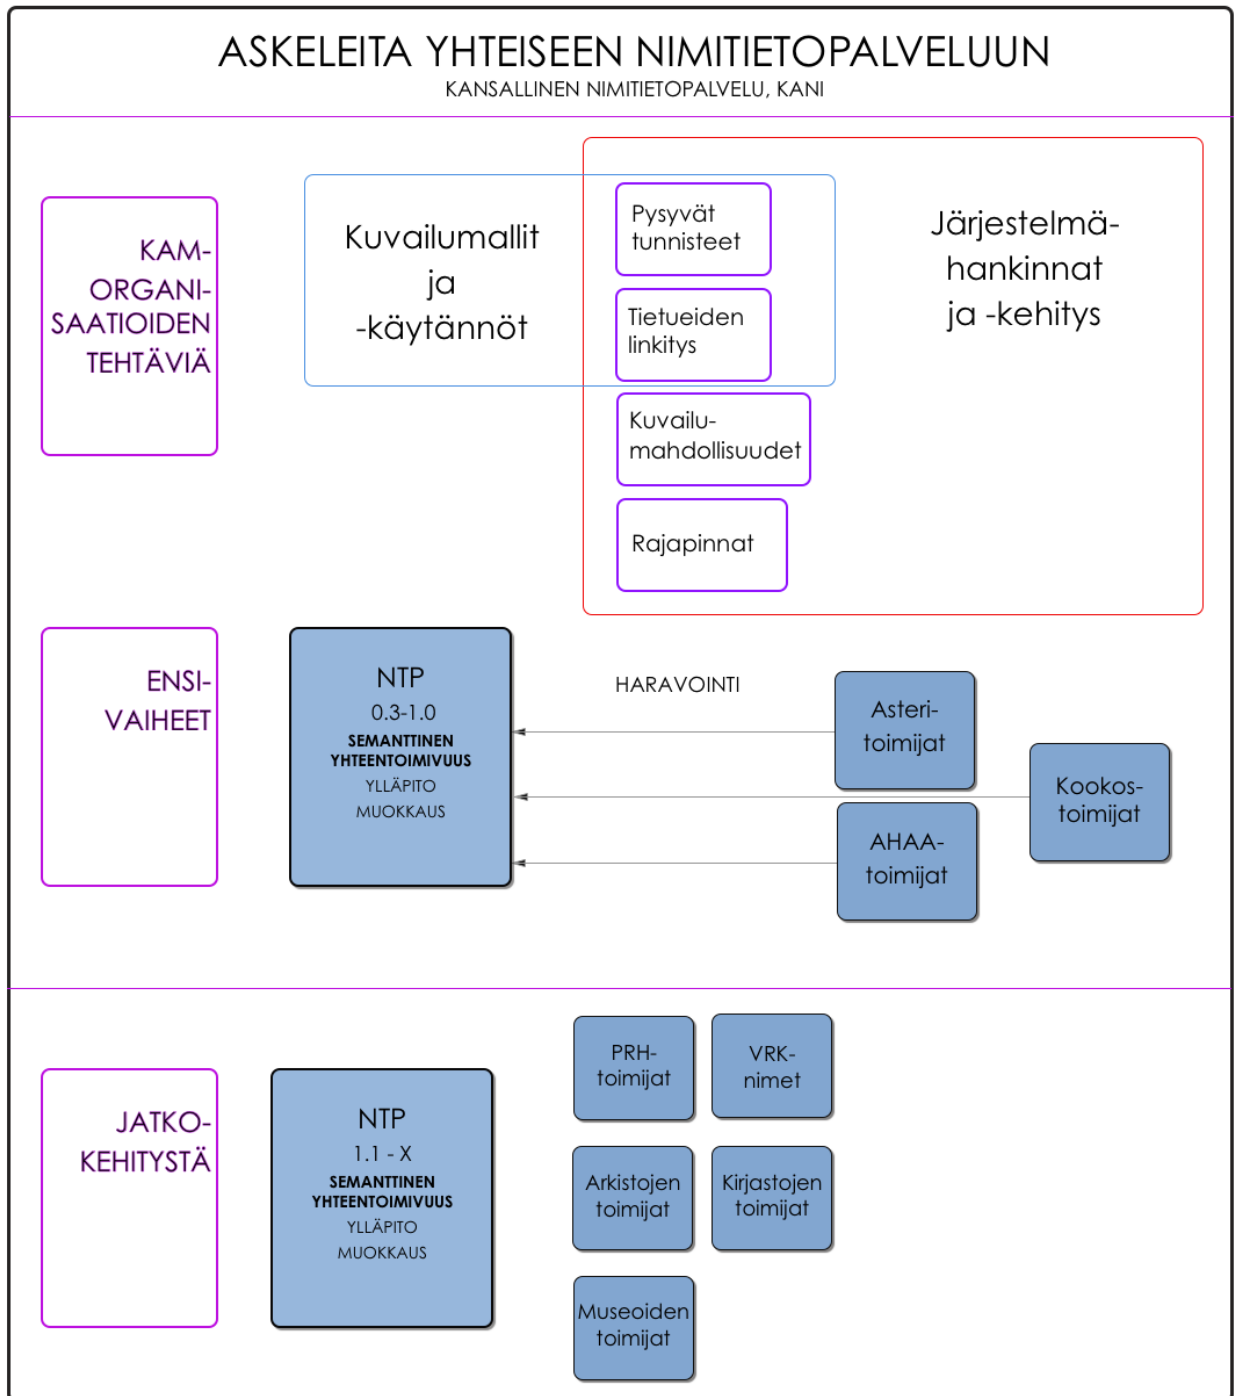 ASKELEITA YHTEISEEN NIMITIETOPALVELUUN
KANSALLINEN NIMITIETOPALVELU, KANI
KAM-
ORGANI-
SAATIOIDEN
TEHTÄVIÄ
Kuvailumallit
ja
-käytännöt
Pysyvät
tunnisteet
Tietueiden
linkitys
Kuvailu-
mahdollisuudet
Rajapinnat
Järjestelmä-
hankinnat
ja -kehitys
ENSI-
VAIHEET
NTP
0.3-1.0
SEMANTTINEN
YHTEENTOIMIVUUS
YLLÄPITO
MUOKKAUS
HARAVOINTI
Asteri-
toimijat
Kookos-
toimijat
AHAA-
toimijat
JATKO-
KEHITYSTÄ
NTP
1.1 - X
SEMANTTINEN
YHTEENTOIMIVUUS
YLLÄPITO
MUOKKAUS
PRH-
toimijat
VRK-
nimet
Arkistojen
toimijat
Kirjastojen
toimijat
Museoiden
toimijat